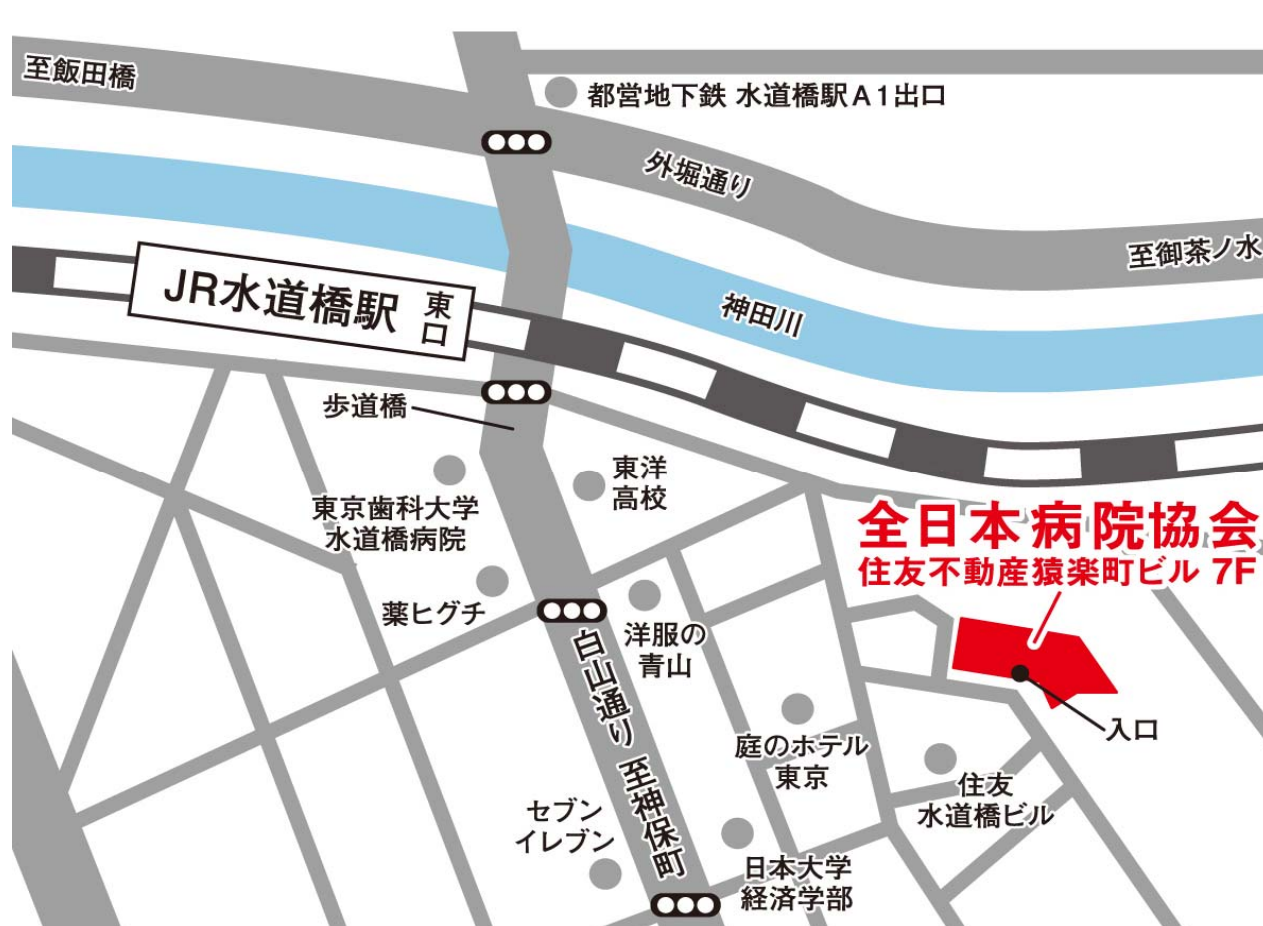 至飯田橋
都営地下鉄 水道橋駅A1出口
外堀通り
至御茶ノ水
JR水道橋駅 東口
神田川
歩道橋
東洋
高校
東京歯科大学
水道橋病院
全日本病院協会
住友不動産猿楽町ビル 7F
薬ヒグチ
洋服の
青山
白山通り 至神保町
入口
庭のホテル
東京
住友
水道橋ビル
セブン
イレブン
日本大学
経済学部